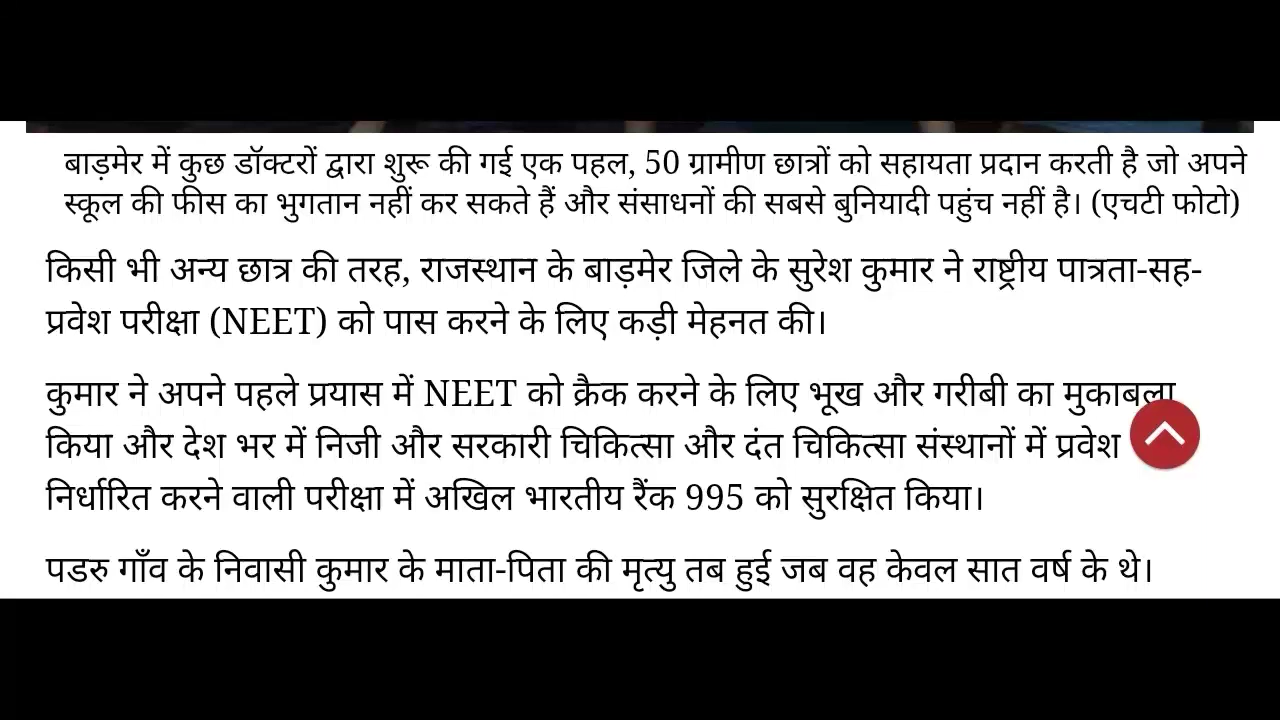 बाड़मेर में कुछ डॉक्टरों द्वारा शुरू की गई एक पहल, 50 ग्रामीण छात्रों को सहायता प्रदान करती है जो अपने
स्कूल की फीस का भुगतान नहीं कर सकते हैं और संसाधनों की सबसे बुनियादी पहुंच नहीं है। (एचटी फोटो)
किसी भी अन्य छात्र की तरह, राजस्थान के बाड़मेर जिले के सुरेश कुमार ने राष्ट्रीय पात्रता-सह-
प्रवेश परीक्षा (NEET) को पास करने के लिए कड़ी मेहनत की।
कुमार ने अपने पहले प्रयास में NEET को क्रैक करने के लिए भूख और गरीबी का मुकाबला
किया और देश भर में निजी और सरकारी चिकित्सा और दंत चिकित्सा संस्थानों में प्रवेश
निर्धारित करने वाली परीक्षा में अखिल भारतीय रैंक 995 को सुरक्षित किया।
पडरु गाँव के निवासी कुमार के माता-पिता की मृत्यु तब हुई जब वह केवल सात वर्ष के थे।